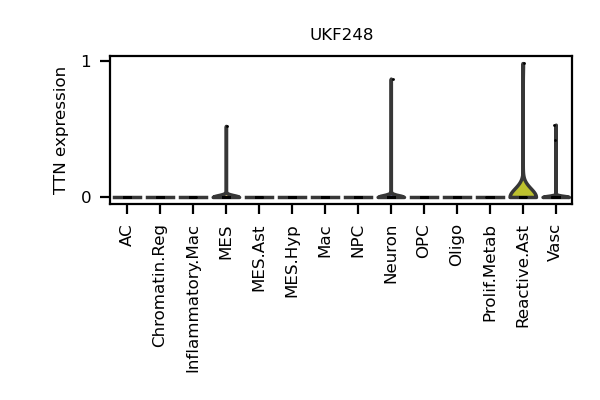 UKF248
TTN expression
1
0
AC
Chromatin.Reg
Inflammatory.Mac
MES
MES.Ast
MES.Hyp
Mac
NPC
Neuron
OPC
Oligo
Prolif.Metab
Reactive.Ast
Vasc